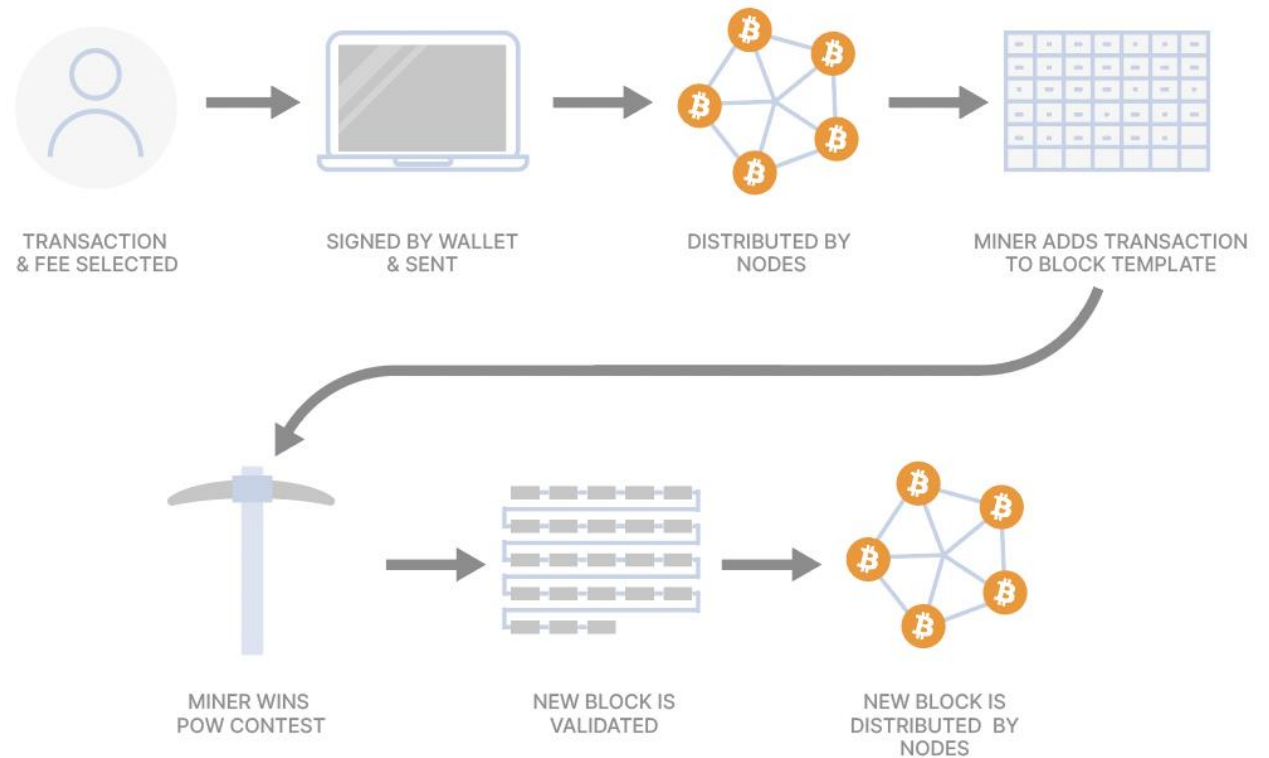 TRANSACTION
& FEE SELECTED
SIGNED BY WALLET
& SENT
DISTRIBUTED BY
NODES
MINER ADDS TRANSACTION
TO BLOCK TEMPLATE
MINER WINS
POW CONTEST
NEW BLOCK IS
VALIDATED
NEW BLOCK IS
DISTRIBUTED BY
NODES